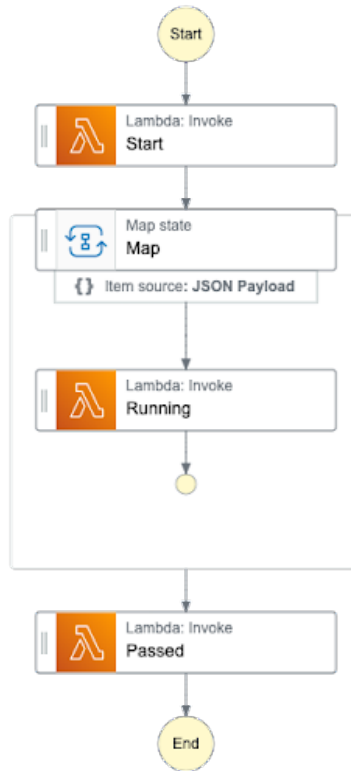 Start
Lambda: Invoke
Start
Map state
Map
{} Item source: JSON Payload
Lambda: Invoke
Running
Lambda: Invoke
Passed
End